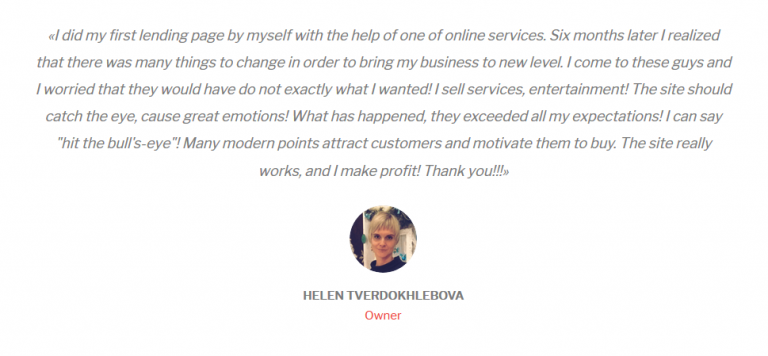 «I did my first lending page by myself with the help of one of online services. Six months later I realized
that there was many things to change in order to bring my business to new level. I come to these guys and
I worried that they would have do not exactly what I wanted! I sell services, entertainment! The site should
catch the eye, cause great emotions! What has happened, they exceeded all my expectations! I can say
"hit the bull's-eye"! Many modern points attract customers and motivate them to buy. The site really
works, and I make profit! Thank you!!!»
HELEN TVERDOKHLEBOVA
Owner